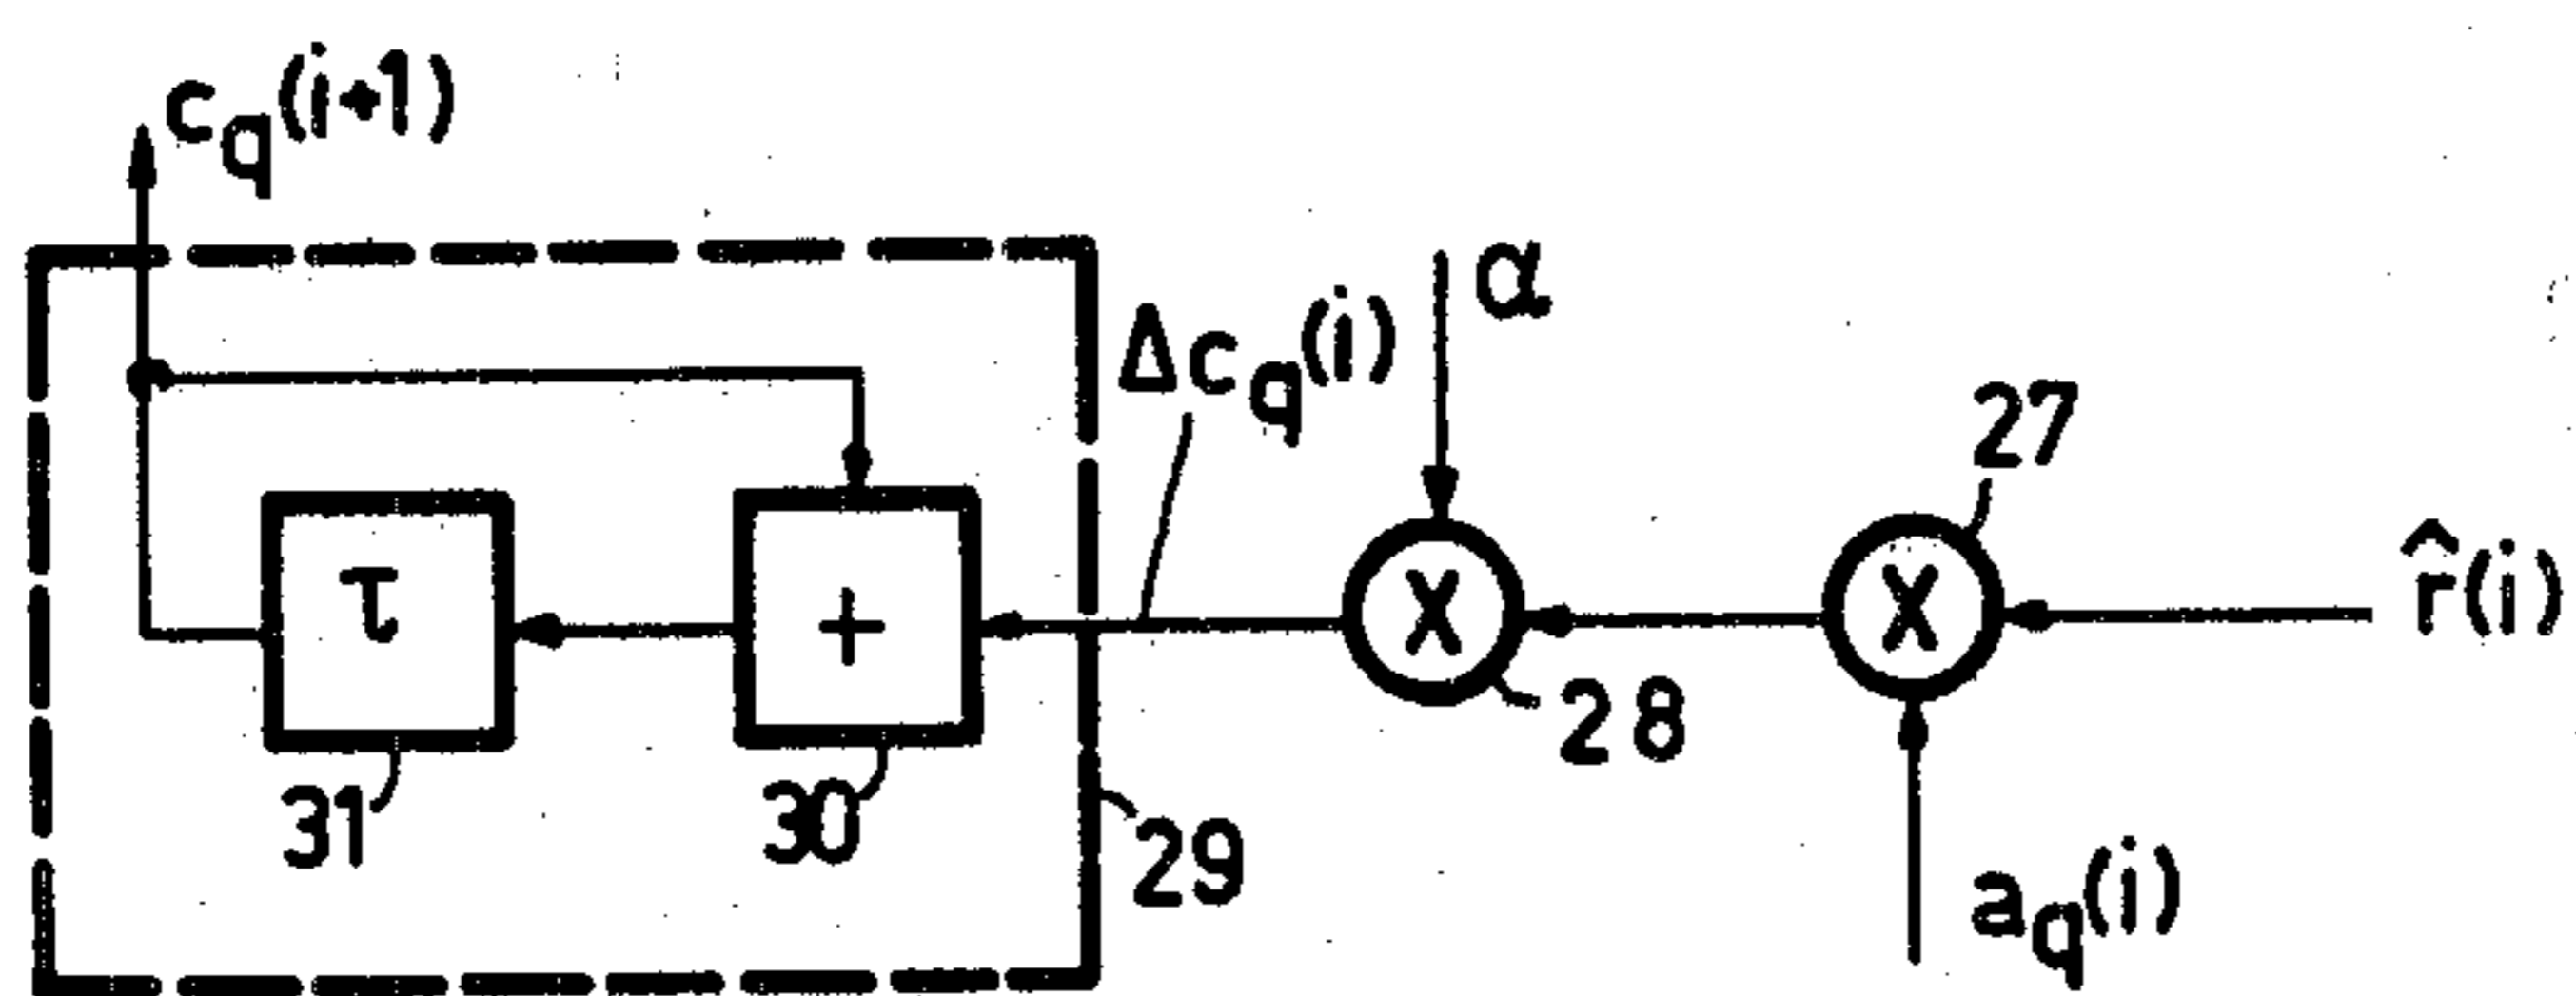 c_q(i+1)
α
Δc_q(i)
27
r̂(i)
τ
+
X
X
28
31
30
29
a_q(i)